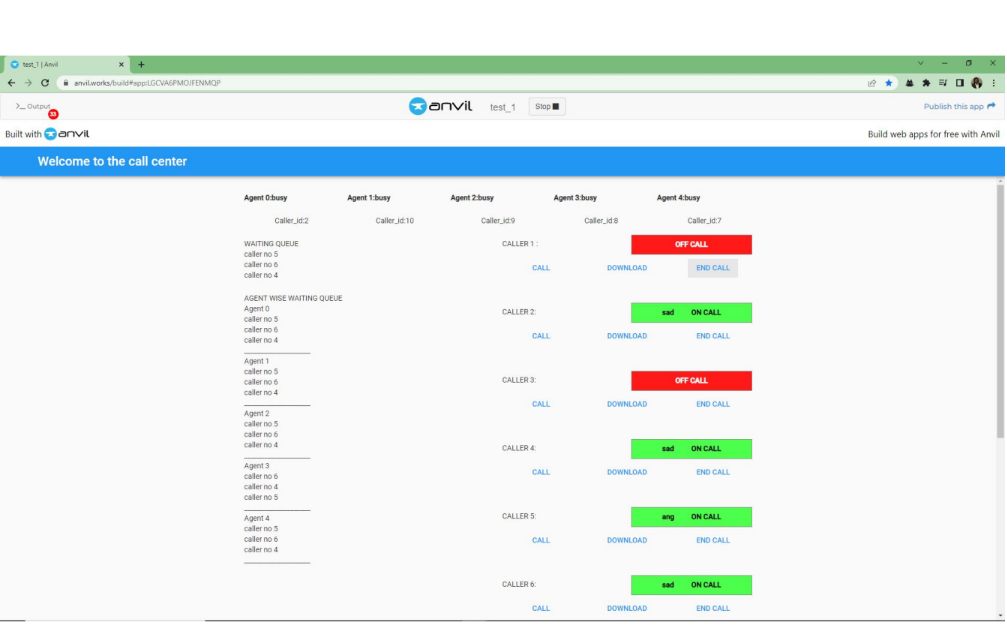 test_1 | Anvil
anvil.works/build#app:LGCVA6PMOJFENMQP
>_ Output
33
anvil test_1 Stop
Publish this app
Built with anvil
Build web apps for free with Anvil
Welcome to the call center
Agent 0:busy Agent 1:busy Agent 2:busy Agent 3:busy Agent 4:busy
Caller_id:2 Caller_id:10 Caller_id:9 Caller_id:8 Caller_id:7
WAITING QUEUE
caller no 5
caller no 6
caller no 4
AGENT WISE WAITING QUEUE
Agent 0
caller no 5
caller no 6
caller no 4
Agent 1
caller no 5
caller no 6
caller no 4
Agent 2
caller no 5
caller no 6
caller no 4
Agent 3
caller no 6
caller no 4
caller no 5
Agent 4
caller no 5
caller no 6
caller no 4
CALLER 1 : OFF CALL
CALL DOWNLOAD END CALL
CALLER 2: sad ON CALL
CALL DOWNLOAD END CALL
CALLER 3: OFF CALL
CALL DOWNLOAD END CALL
CALLER 4: sad ON CALL
CALL DOWNLOAD END CALL
CALLER 5: ang ON CALL
CALL DOWNLOAD END CALL
CALLER 6: sad ON CALL
CALL DOWNLOAD END CALL